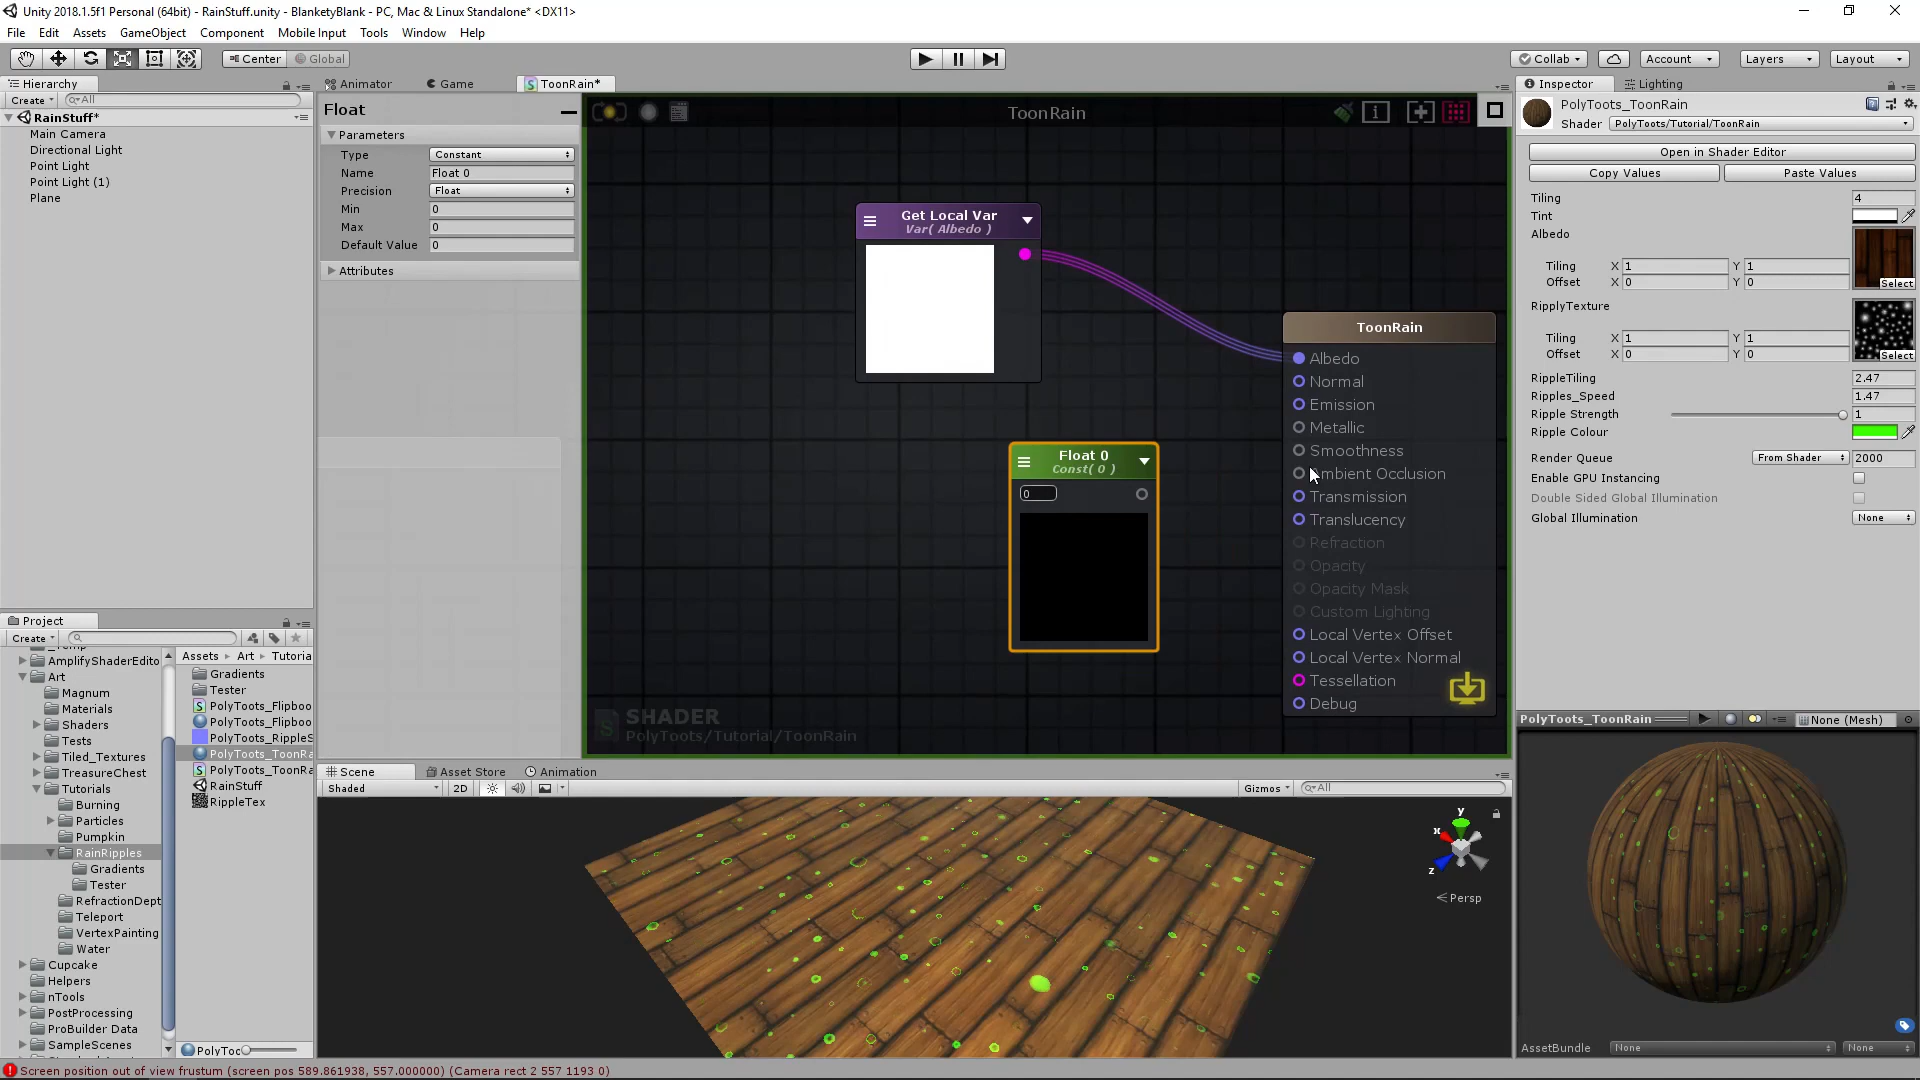 Unity 2018.1.5f1 Personal (64bit) - RainStuff.unity - BlanketyBlank - PC, Mac & Linux Standalone* <DX11>
File Edit Assets GameObject Component Mobile Input Tools Window Help
Center Global
Collab Account Layers Layout
Hierarchy
Create All
RainStuff*
Main Camera
Directional Light
Point Light
Point Light (1)
Plane
Animator Game ToonRain*
Float
Parameters
Type Constant
Name Float 0
Precision Float
Min 0
Max 0
Default Value 0
Attributes
ToonRain
Get Local Var
Var( Albedo )
Float 0
Const( 0 )
0
ToonRain
Albedo
Normal
Emission
Metallic
Smoothness
Ambient Occlusion
Transmission
Translucency
Refraction
Opacity
Opacity Mask
Custom Lighting
Local Vertex Offset
Local Vertex Normal
Tessellation
Debug
SHADER
PolyToots/Tutorial/ToonRain
Inspector Lighting
PolyToots_ToonRain
Shader PolyToots/Tutorial/ToonRain
Open in Shader Editor
Copy Values Paste Values
Tiling 4
Tint
Albedo
Tiling X 1 Y 1
Offset X 0 Y 0
Select
RipplyTexture
Tiling X 1 Y 1
Offset X 0 Y 0
Select
RippleTiling 2.47
Ripples_Speed 1.47
Ripple Strength 1
Ripple Colour
Render Queue From Shader 2000
Enable GPU Instancing
Double Sided Global Illumination
Global Illumination None
Project
Create
AmplifyShaderEdito
Art
Magnum
Materials
Shaders
Tests
Tiled_Textures
TreasureChest
Tutorials
Burning
Particles
Pumpkin
RainRipples
Gradients
Tester
RefractionDept
Teleport
VertexPainting
Water
Cupcake
Helpers
nTools
PostProcessing
ProBuilder Data
SampleScenes
Assets Art Tutoria
Gradients
Tester
PolyToots_Flipboo
PolyToots_Flipboo
PolyToots_RippleS
PolyToots_ToonRa
PolyToots_ToonRa
RainStuff
RippleTex
PolyToo
Scene Asset Store Animation
Shaded 2D Gizmos All
y
x
z
Persp
PolyToots_ToonRain None (Mesh)
AssetBundle None None
Screen position out of view frustum (screen pos 589.861938, 557.000000) (Camera rect 2 557 1193 0)